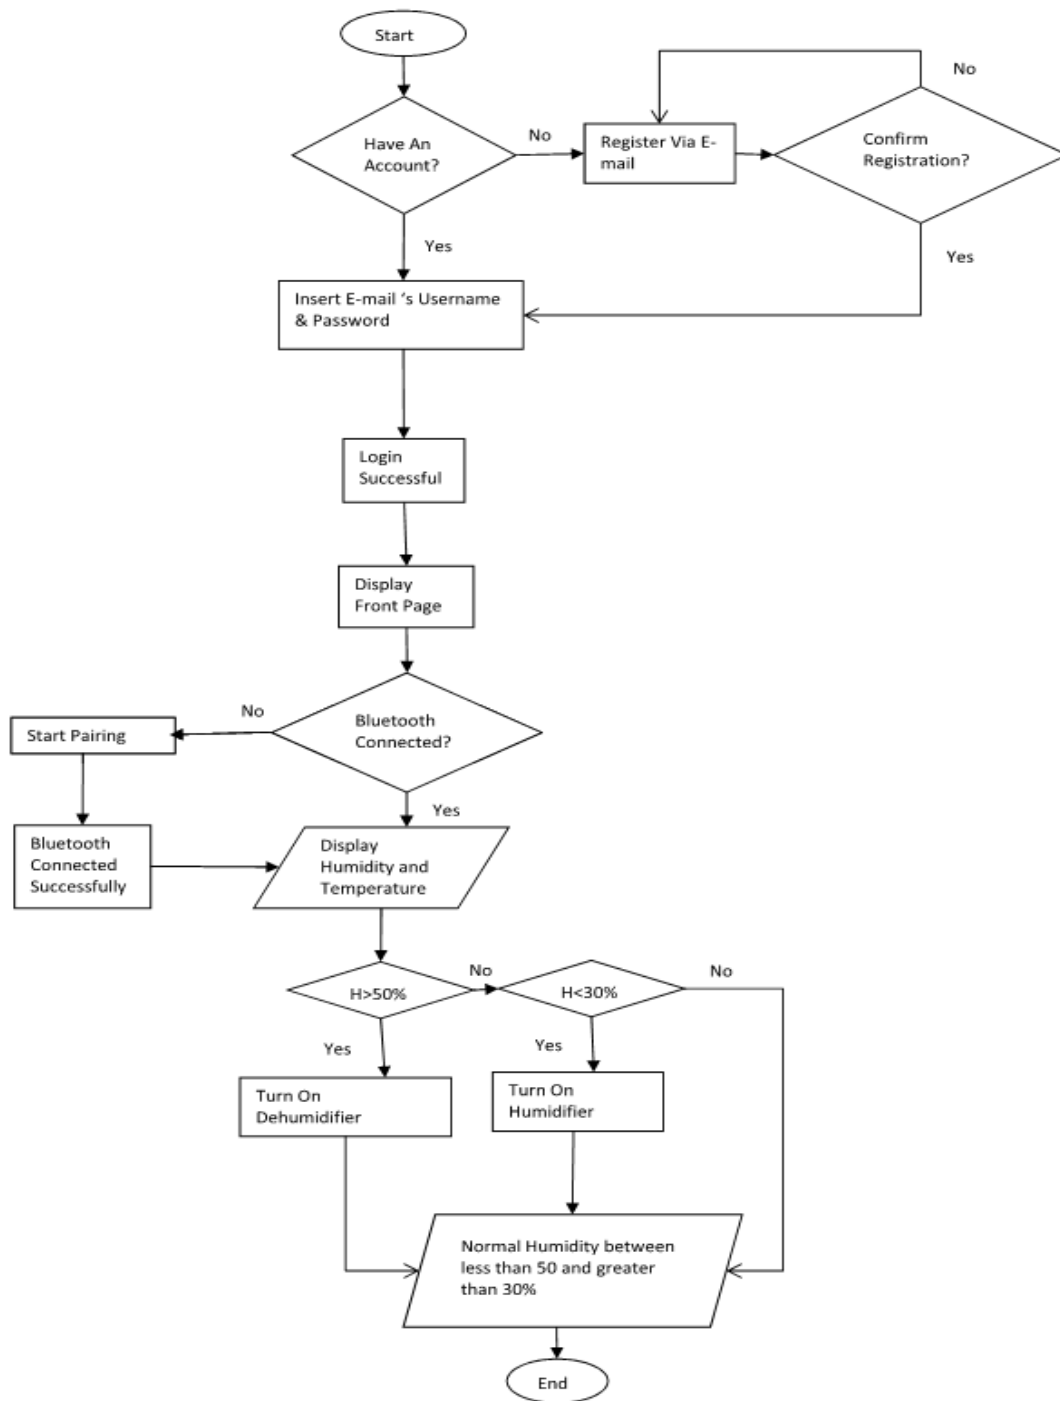 Start
Have An
Account?
No
Register Via E-
mail
Confirm
Registration?
No
Yes
Yes
Insert E-mail ‘s Username
& Password
Login
Successful
Display
Front Page
Bluetooth
Connected?
No
Start Pairing
Bluetooth
Connected
Successfully
Yes
Display
Humidity and
Temperature
H>50%
No
H<30%
No
Yes
Turn On
Dehumidifier
Yes
Turn On
Humidifier
Normal Humidity between
less than 50 and greater
than 30%
End